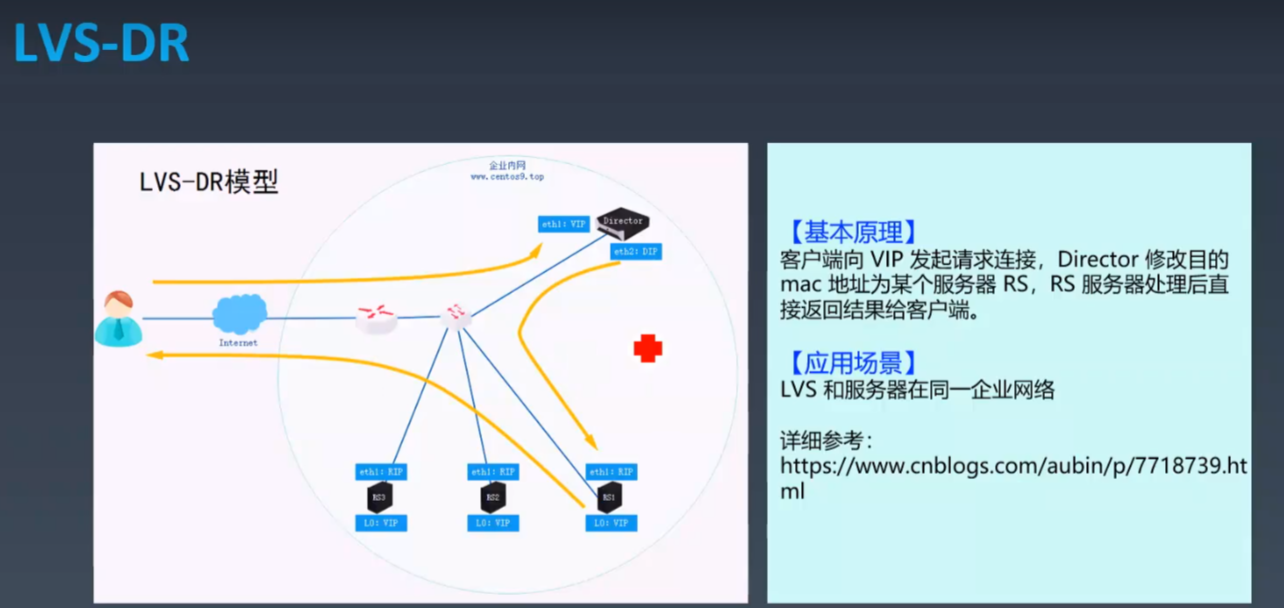 LVS-DR
LVS-DR模型
企业内网
www.centos9.top
eth1: VIP
Director
eth2: DIP
Internet
eth1: RIP
eth1: RIP
eth1: RIP
RS3
RS2
RS1
LO: VIP
LO: VIP
LO: VIP
【基本原理】
客户端向 VIP 发起请求连接，Director 修改目的
mac 地址为某个服务器 RS，RS 服务器处理后直
接返回结果给客户端。
【应用场景】
LVS 和服务器在同一企业网络
详细参考：
https://www.cnblogs.com/aubin/p/7718739.ht
ml